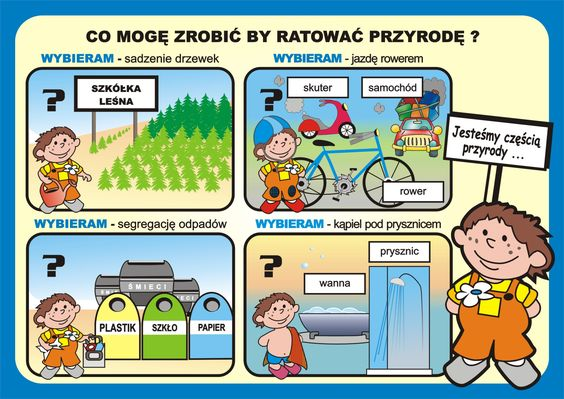 CO MOGĘ ZROBIĆ BY RATOWAĆ PRZYRODĘ ?
WYBIERAM - sadzenie drzewek
?
SZKÓŁKA
LEŚNA
WYBIERAM - jazdę rowerem
?
skuter
samochód
rower
Jesteśmy częścią
przyrody ...
WYBIERAM - segregację odpadów
?
ŚMIECI
PLASTIK
SZKŁO
PAPIER
WYBIERAM - kąpiel pod prysznicem
?
wanna
prysznic